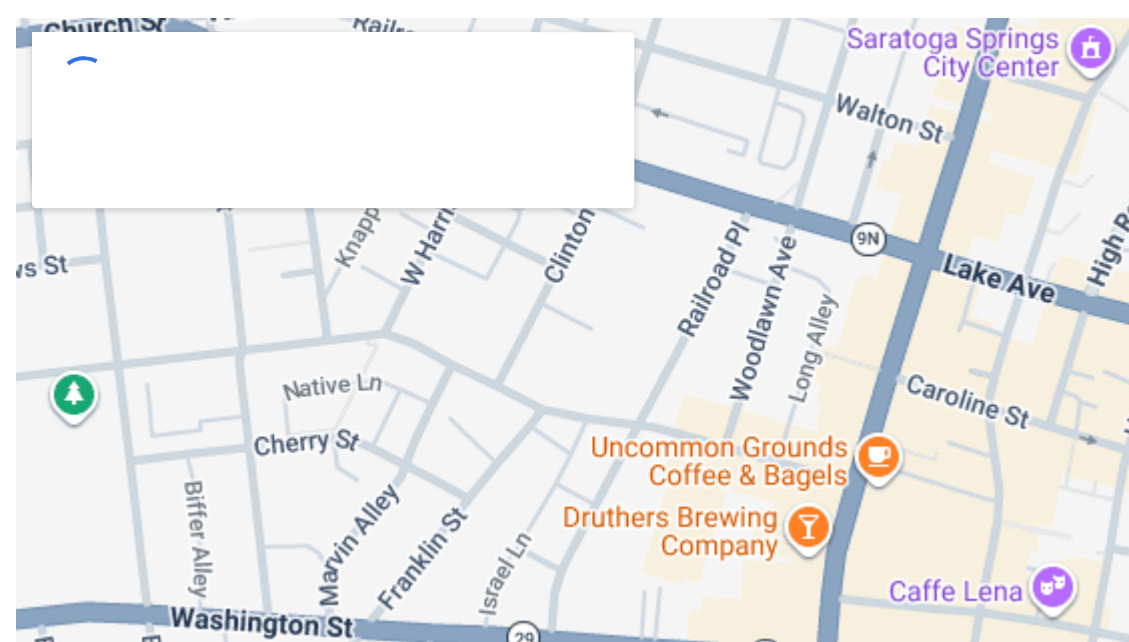 Church St
Saratoga Springs
City Center
Walton St
9N
ws St
Knapp
W Harri
Clinton
Railroad Pl
Woodlawn Ave
Long Alley
Lake Ave
High R
Native Ln
Caroline St
Cherry St
Uncommon Grounds
Coffee & Bagels
Biffer Alley
Marvin Alley
Franklin St
Israel Ln
Druthers Brewing
Company
Caffe Lena
Washington St
29